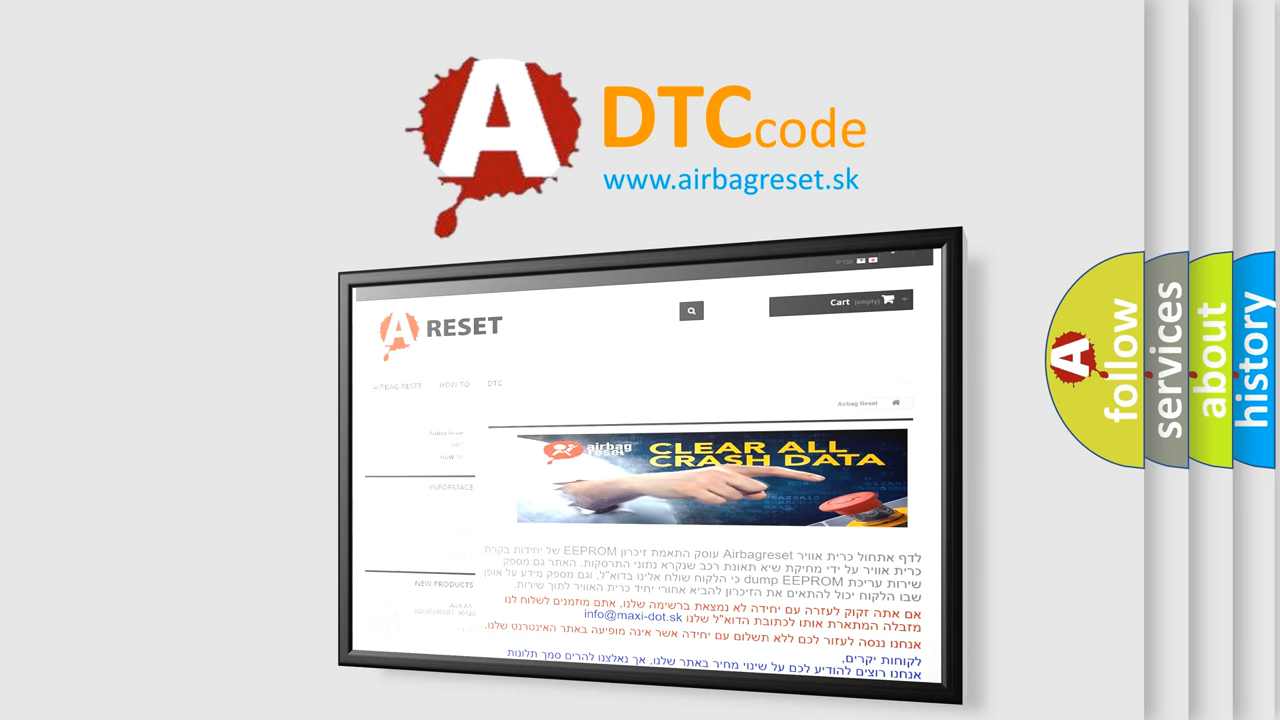 A DTC code
www.airbagreset.sk
עברית
Cart (empty)
A RESET
AIRBAG RESET HOW TO DTC
Airbag Reset
Airbag Reset
INFORMACE
NEW PRODUCTS
airbag reset
CLEAR ALL
CRASH DATA
לדף אתחול כרית אוויר Airbagreset עוסק התאמת זיכרון EEPROM של יחידות בקרת
כרית אוויר על ידי מחיקת שיא תאונת רכב שנקרא נתוני התרסקות. האתר גם מספק
שירות עריכת dump EEPROM כי הלקוח שולח אלינו בדוא"ל, וגם מספק מידע על אופן
שבו הלקוח יכול להתאים את הזיכרון להביא אחורי יחיד כרית האוויר לתוך שירות.
אם אתה זקוק לעזרה עם יחידה לא נמצאת ברשימה שלנו, אתם מוזמנים לשלוח לנו
מזבלה המתארת אותו לכתובת הדוא"ל שלנו info@maxi-dot.sk
אנחנו ננסה לעזור לכם ללא תשלום עם יחידה אשר אינה מופיעה באתר האינטרנט שלנו.
לקוחות יקרים,
אנחנו רוצים להודיע לכם על שינוי מחיר באתר שלנו, אך נאלצנו להרים סמך תלונות
A follow
services
about
history